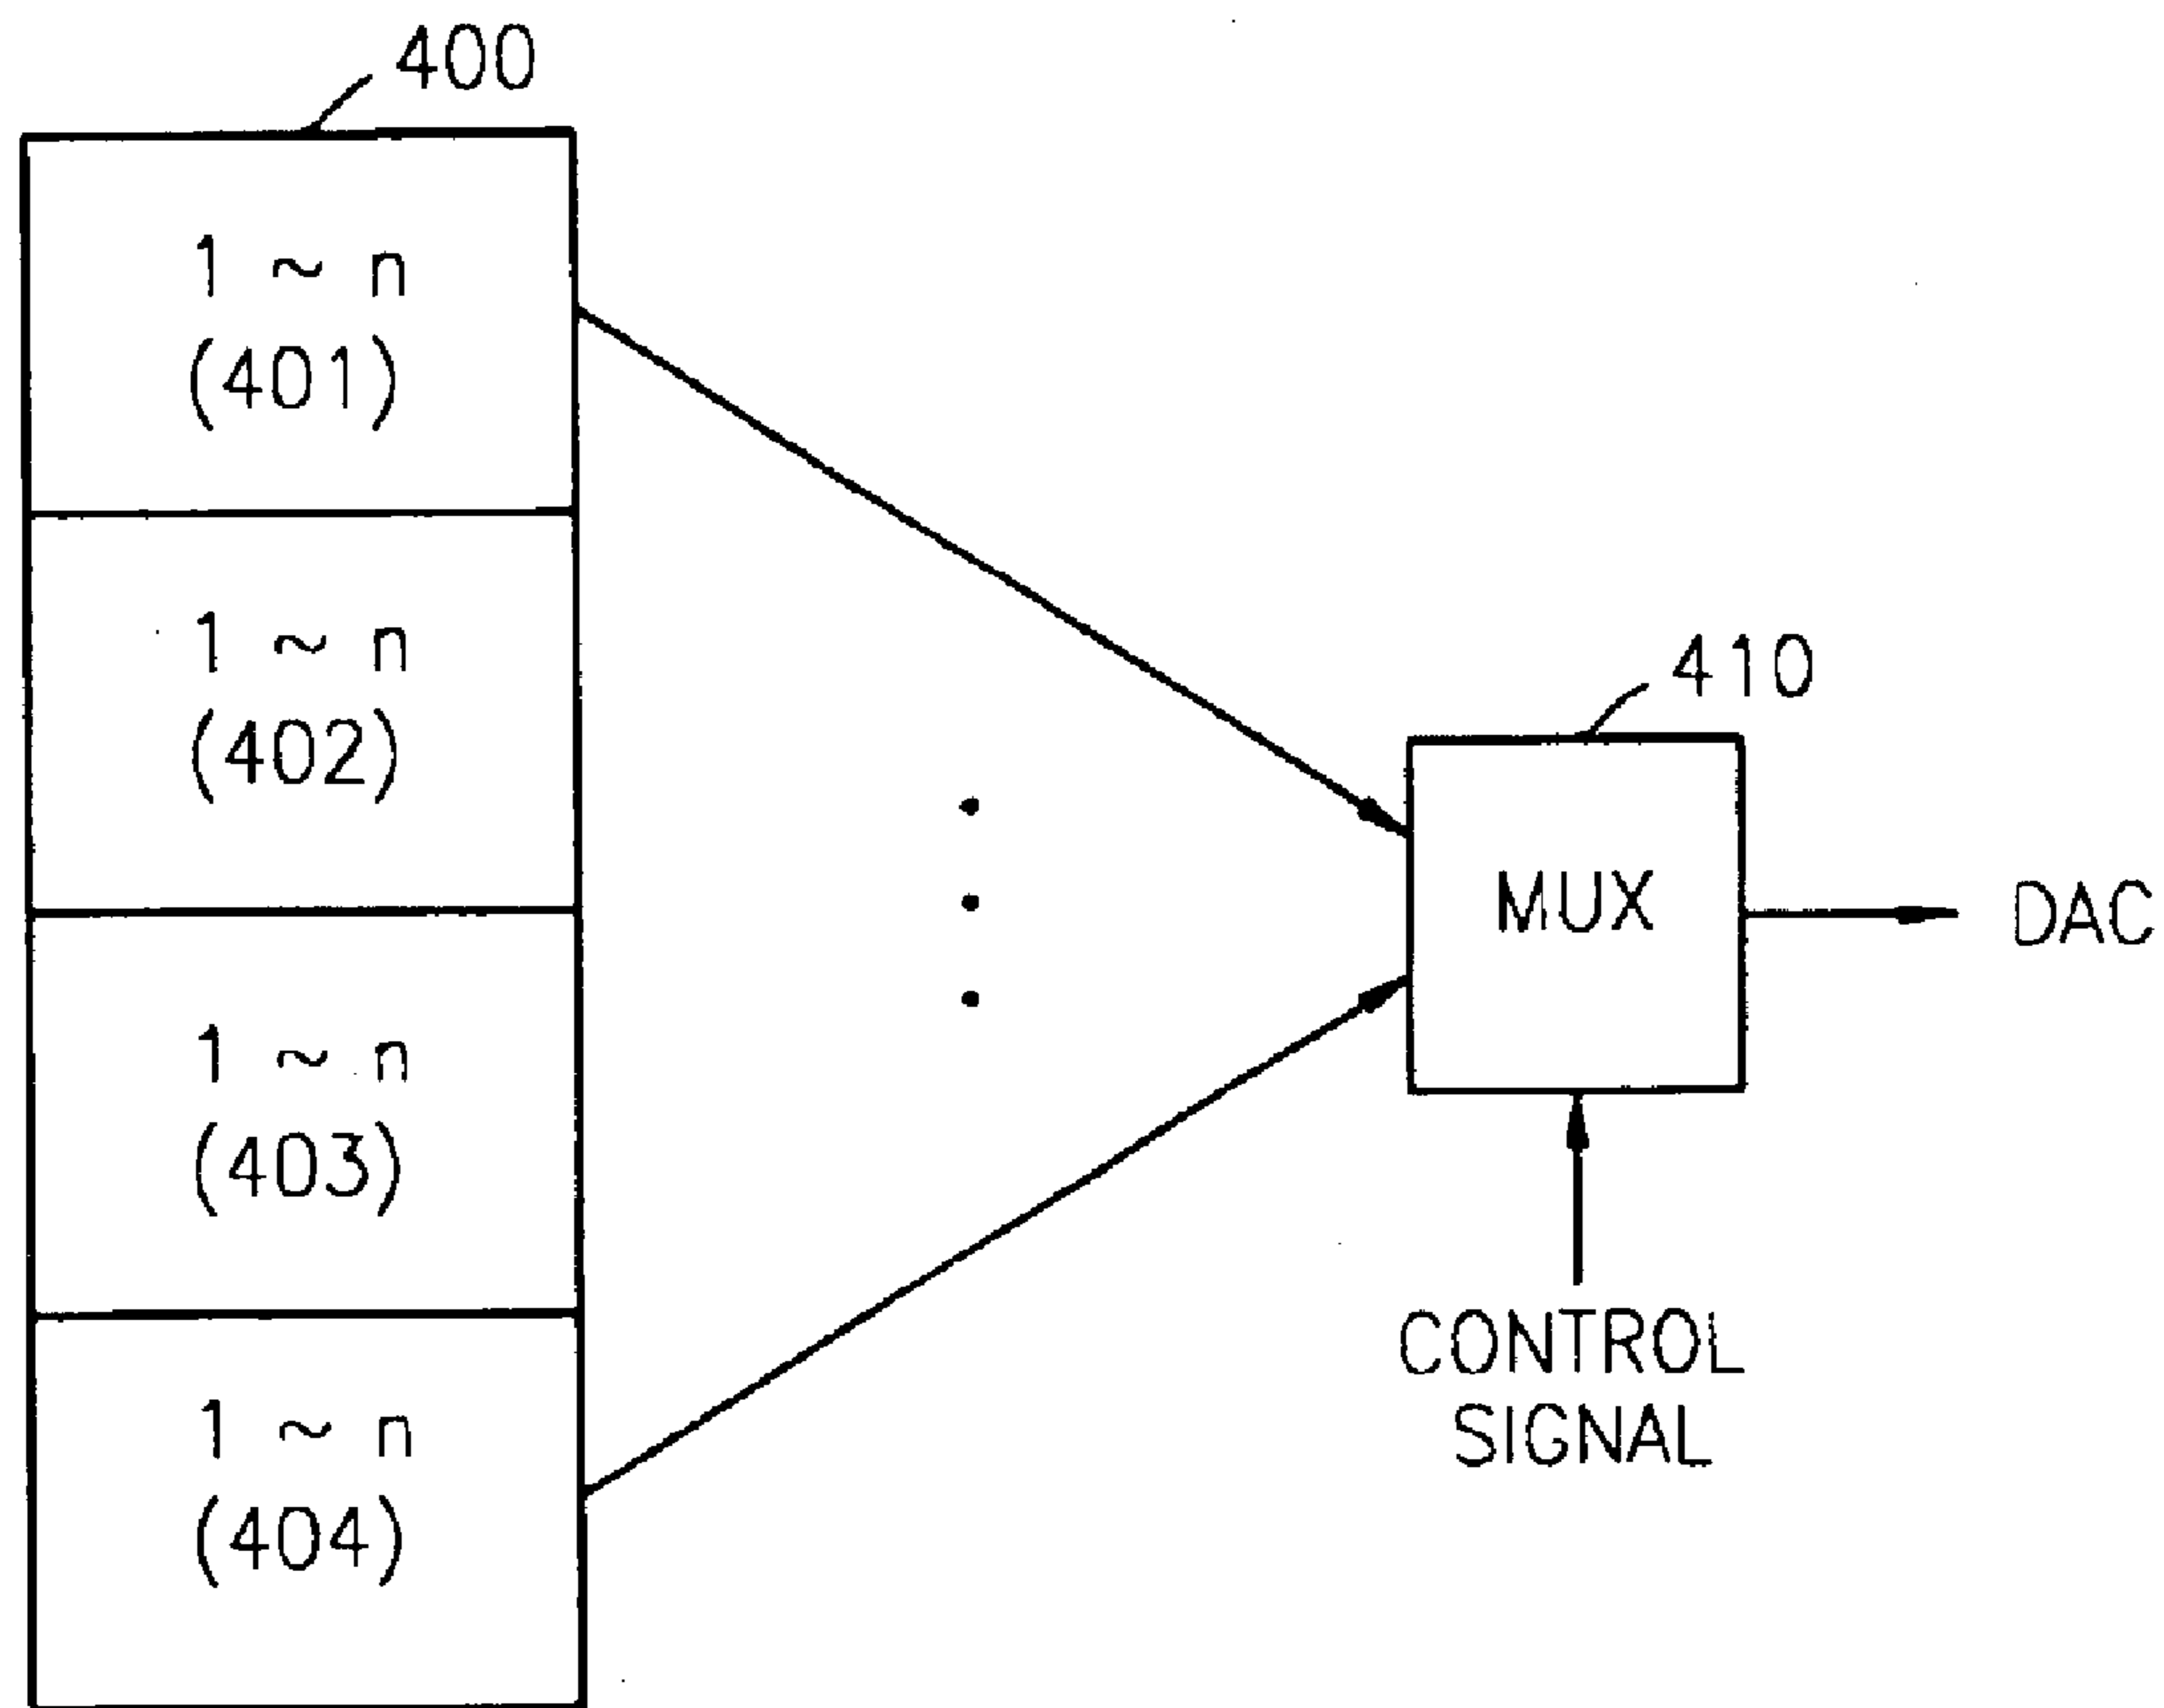 400
1 ~ n
(401)
1 ~ n
(402)
1 ~ n
(403)
1 ~ n
(404)
410
MUX
DAC
CONTROL
SIGNAL